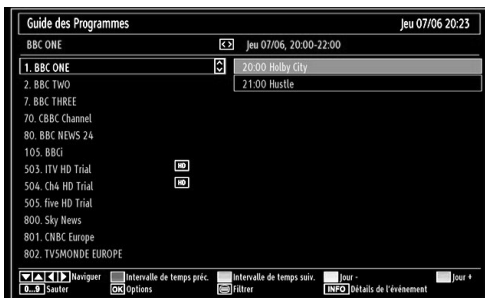 Guide des Programmes Jeu 07/06 20:23
BBC ONE Jeu 07/06, 20:00-22:00
1. BBC ONE 20:00 Holby City
2. BBC TWO 21:00 Hustle
7. BBC THREE
70. CBBC Channel
80. BBC NEWS 24
105. BBCi
503. ITV HD Trial HD
504. Ch4 HD Trial HD
505. five HD Trial
800. Sky News
801. CNBC Europe
802. TV5MONDE EUROPE
Naviguer Intervalle de temps préc. Intervalle de temps suiv. Jour - Jour +
0...9 Sauter OK Options Filtrer INFO Détails de l'événement